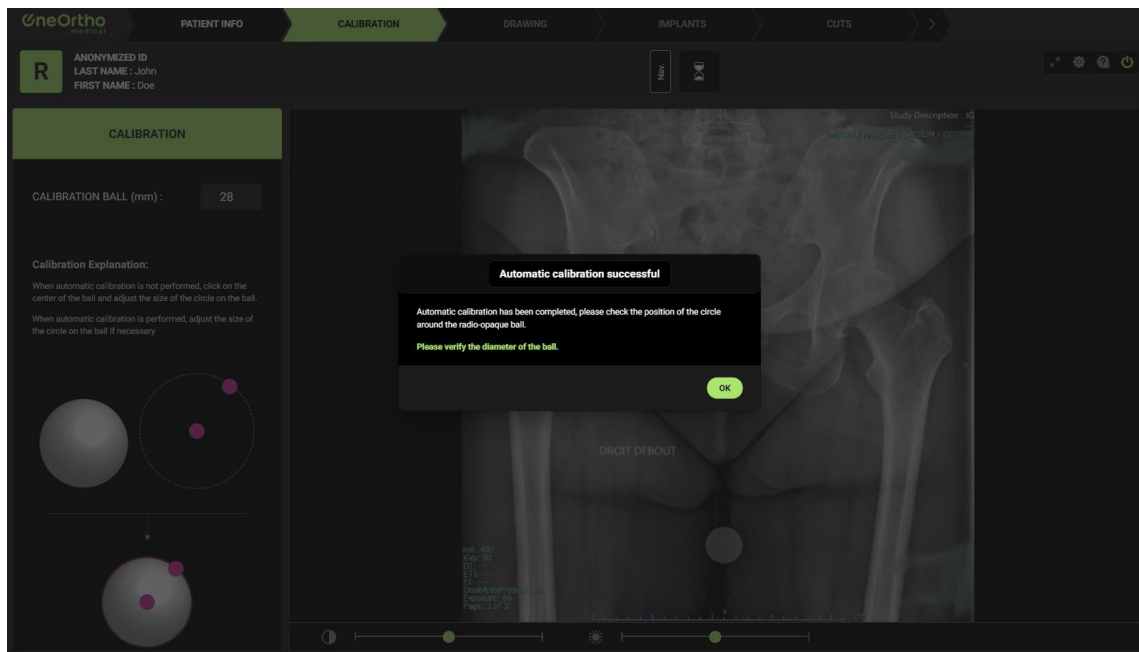 OneOrtho
medical
PATIENT INFO
CALIBRATION
DRAWING
IMPLANTS
CUTS
R
ANONYMIZED ID
LAST NAME : John
FIRST NAME : Doe
Nav.
CALIBRATION
CALIBRATION BALL (mm) : 28
Calibration Explanation:
When automatic calibration is not performed, click on the
center of the ball and adjust the size of the circle on the ball.
When automatic calibration is performed, adjust the size of
the circle on the ball if necessary
Study Description : JG
Automatic calibration successful
Automatic calibration has been completed, please check the position of the circle
around the radio-opaque ball.
Please verify the diameter of the ball.
OK
DROIT DEBOUT
mA: 400
KVp: 80
DI: ---
ETI: ---
EI: ---
Exposure: 66
Page: 1 of 3